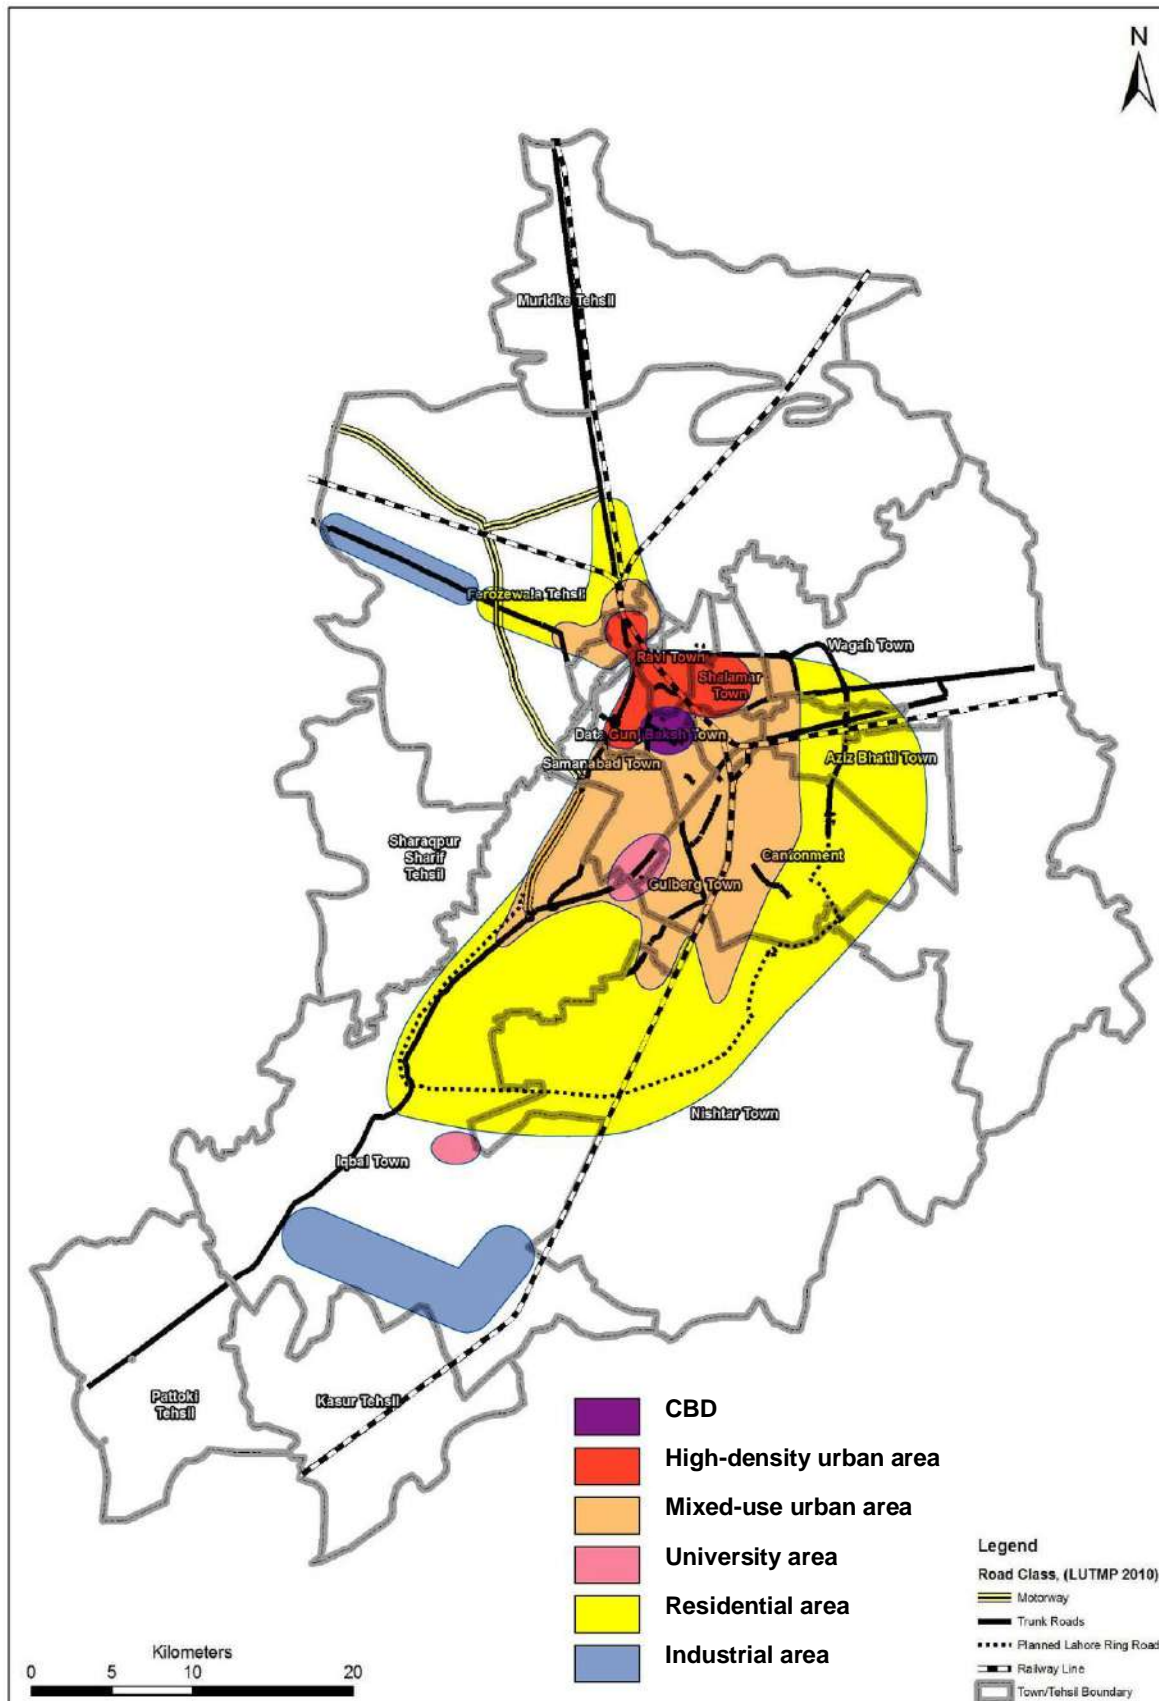 N
Muridke Tehsil
Ferozewala Tehsil
Wagah Town
Ravi Town
Shalamar
Town
Data Gunj Baksh Town
Samanabad Town
Aziz Bhatti Town
Sharaqpur
Sharif
Tehsil
Cantonment
Gulberg Town
Nishtar Town
Iqbal Town
Pattoki
Tehsil
Kasur Tehsil
CBD
High-density urban area
Mixed-use urban area
University area
Residential area
Industrial area
Legend
Road Class, (LUTMP 2010)
Motorway
Trunk Roads
Planned Lahore Ring Road
Railway Line
Town/Tehsil Boundary
Kilometers
0 5 10 20